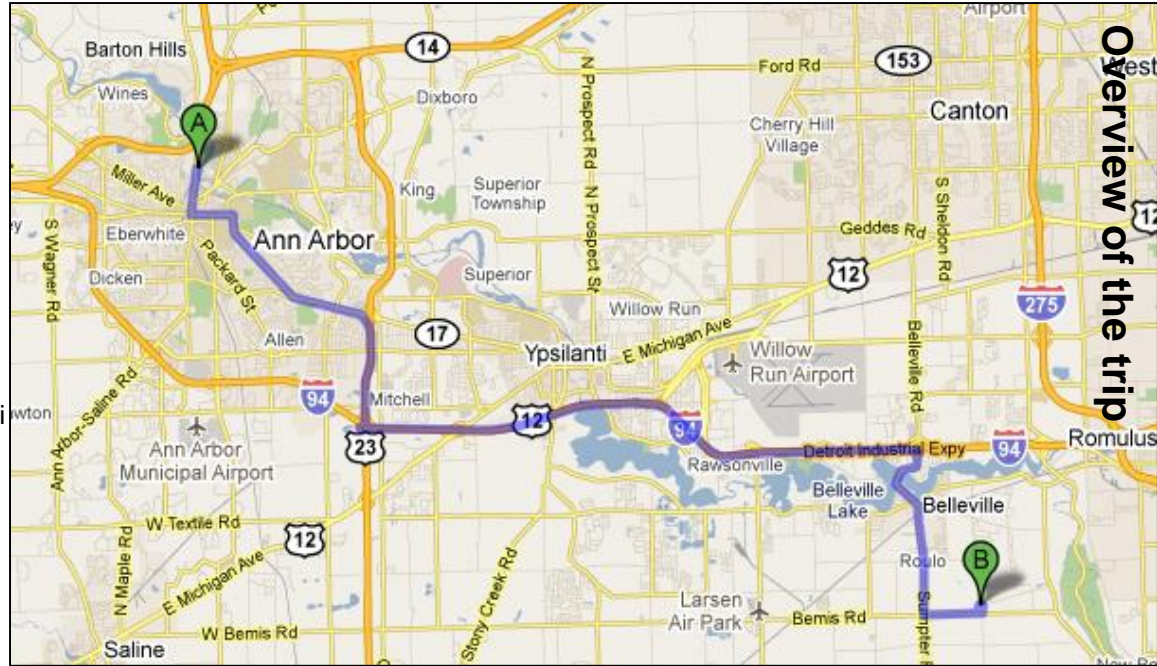 Airport
Barton Hills
14
Ford Rd
153
West
Wines
Dixboro
N Prospect Rd
Canton
A
Cherry Hill
Village
Miller Ave
King
Superior
Township
N Prospect St
S Sheldon Rd
12
Eberwhite
Ann Arbor
Geddes Rd
S Wagner Rd
Packard St
Dicken
Superior
12
275
Allen
17
Willow Run
Ypsilanti
E Michigan Ave
Willow
Run Airport
Belleville Rd
Ann Arbor-Saline Rd
94
Mitchell
12
94
23
Ann Arbor
Municipal Airport
Rawsonville
Detroit Industrial Expy
94
Romulus
Belleville
Lake
Belleville
W Textile Rd
12
N Maple Rd
E Michigan Ave
Stony Creek Rd
Roulo
B
Larsen
Air Park
Bemis Rd
Sumpter
W Bemis Rd
Saline
Overview of the trip